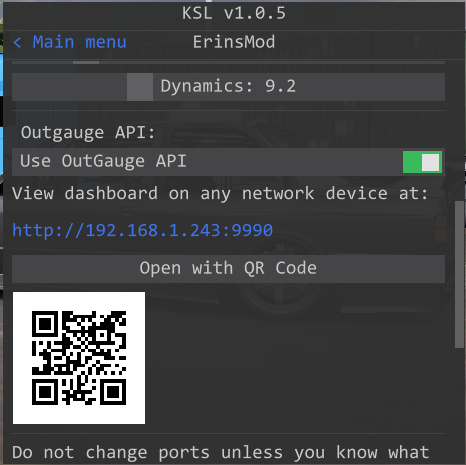 KSL v1.0.5
< Main menu ErinsMod
Dynamics: 9.2
Outgauge API:
Use OutGauge API
View dashboard on any network device at:
http://192.168.1.243:9990
Open with QR Code
Do not change ports unless you know what